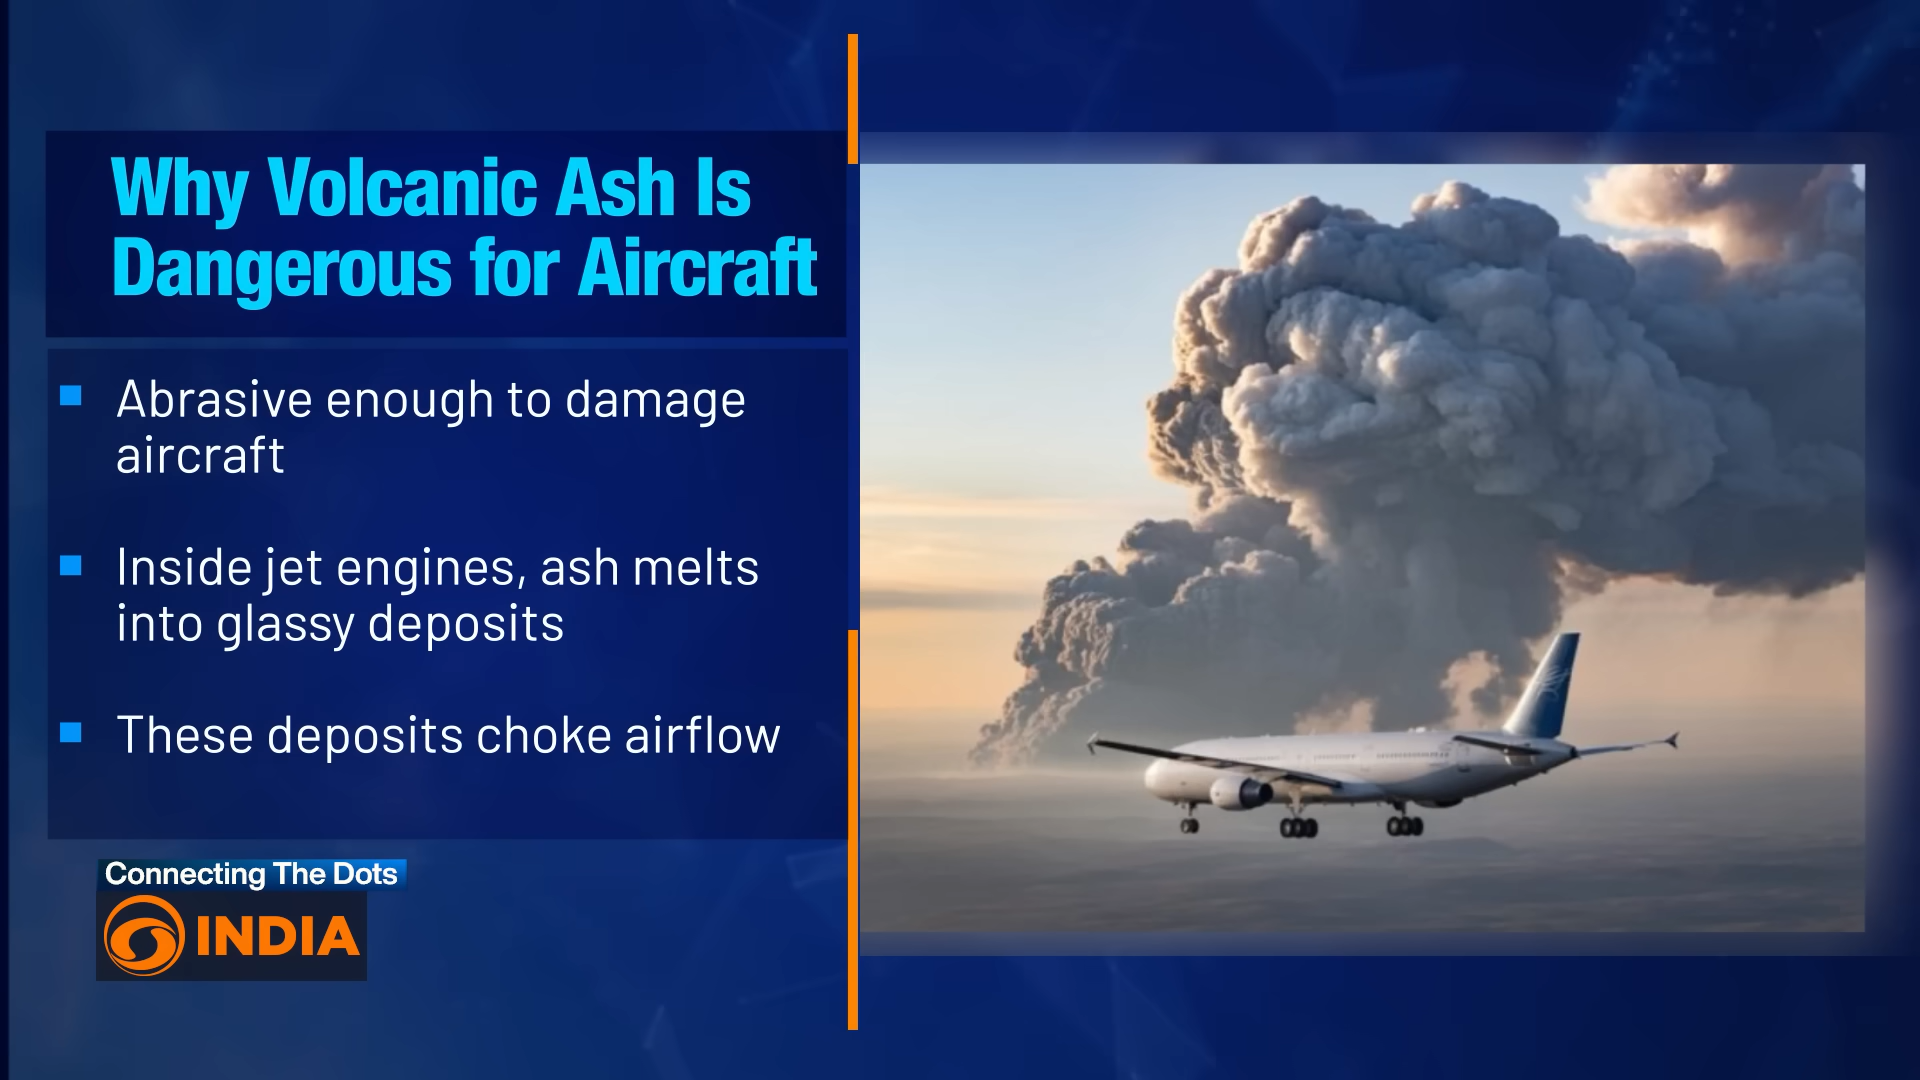 Why Volcanic Ash Is
Dangerous for Aircraft
Abrasive enough to damage
aircraft
Inside jet engines, ash melts
into glassy deposits
These deposits choke airflow
Connecting The Dots
INDIA